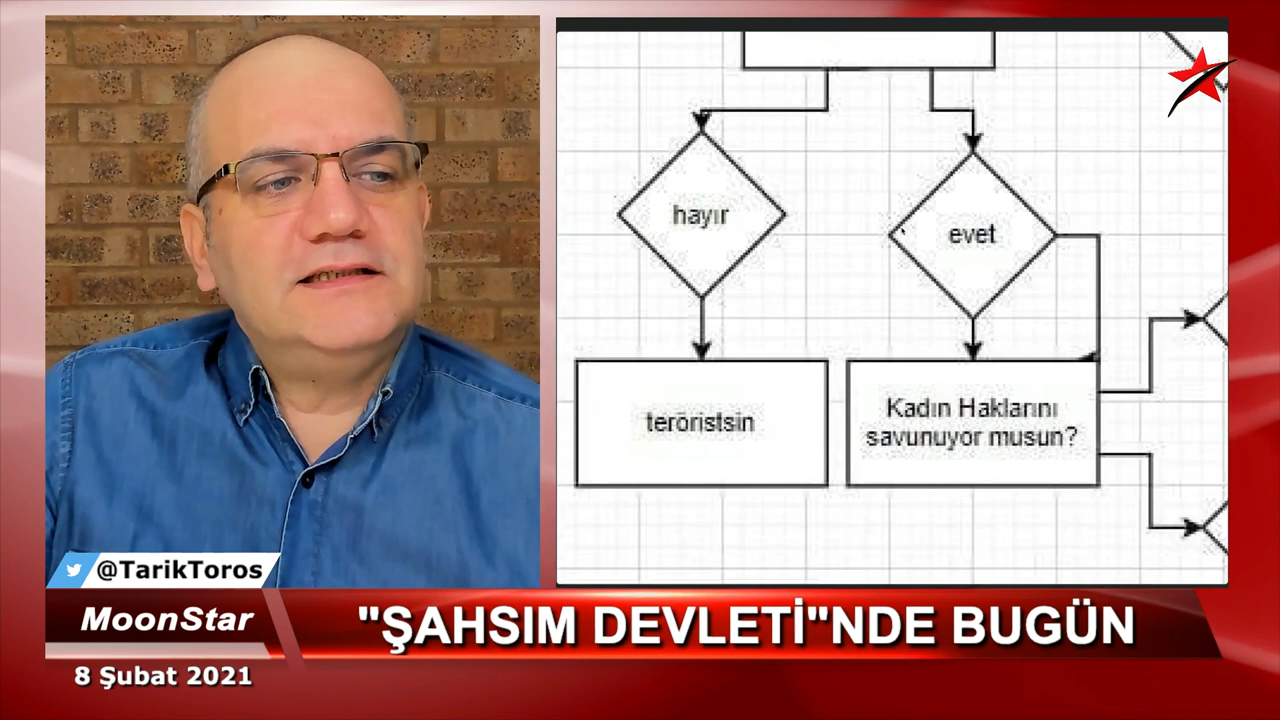 hayır
evet
teröristsin
Kadın Haklarını
savunuyor musun?
@TarikToros
MoonStar
"ŞAHSIM DEVLETİ"NDE BUGÜN
8 Şubat 2021